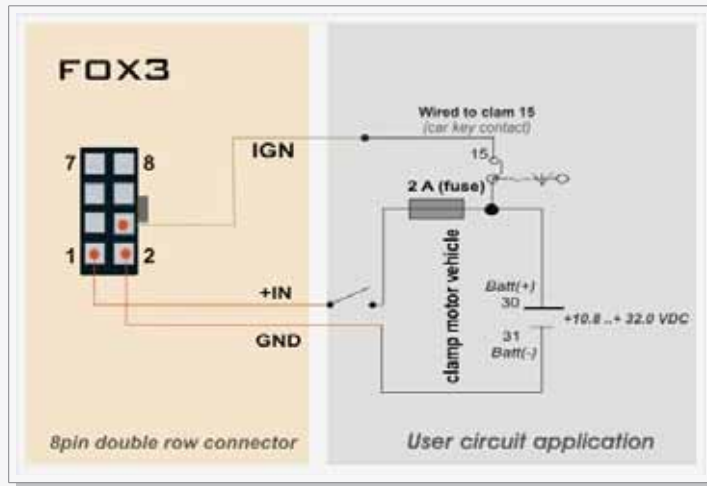 FOX3
7 8
1 2
IGN
+IN
GND
8pin double row connector
Wired to clam 15
(car key contact)
15
2 A (fuse)
clamp motor vehicle
Batt(+)
30
+10.8 ..+ 32.0 VDC
31
Batt(-)
User circuit application